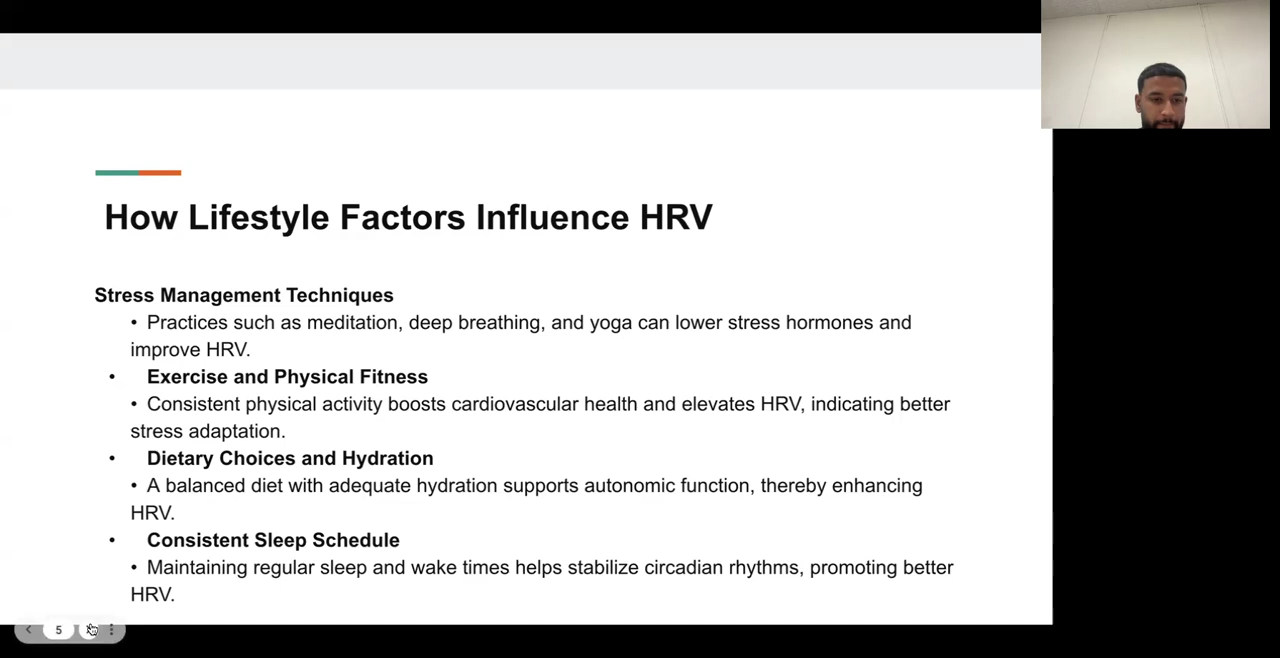 How Lifestyle Factors Influence HRV
Stress Management Techniques
• Practices such as meditation, deep breathing, and yoga can lower stress hormones and
improve HRV.
• Exercise and Physical Fitness
• Consistent physical activity boosts cardiovascular health and elevates HRV, indicating better
stress adaptation.
• Dietary Choices and Hydration
• A balanced diet with adequate hydration supports autonomic function, thereby enhancing
HRV.
• Consistent Sleep Schedule
• Maintaining regular sleep and wake times helps stabilize circadian rhythms, promoting better
HRV.
5